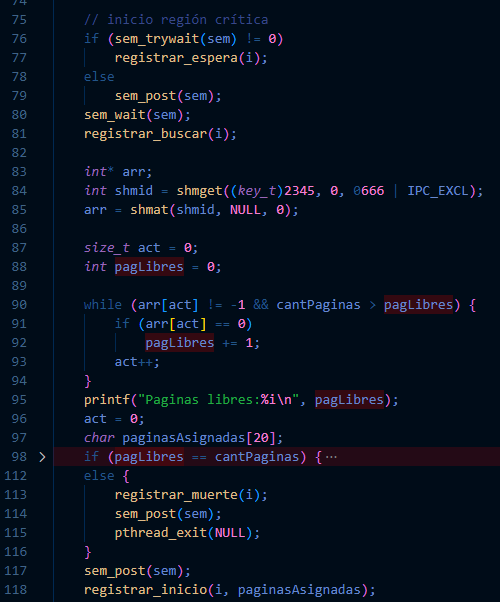 74
75 // inicio región crítica
76 if (sem_trywait(sem) != 0)
77 registrar_espera(i);
78 else
79 sem_post(sem);
80 sem_wait(sem);
81 registrar_buscar(i);
82
83 int* arr;
84 int shmid = shmget((key_t)2345, 0, 0666 | IPC_EXCL);
85 arr = shmat(shmid, NULL, 0);
86
87 size_t act = 0;
88 int pagLibres = 0;
89
90 while (arr[act] != -1 && cantPaginas > pagLibres) {
91 if (arr[act] == 0)
92 pagLibres += 1;
93 act++;
94 }
95 printf("Paginas libres:%i\n", pagLibres);
96 act = 0;
97 char paginasAsignadas[20];
98 if (pagLibres == cantPaginas) {⋯
112 else {
113 registrar_muerte(i);
114 sem_post(sem);
115 pthread_exit(NULL);
116 }
117 sem_post(sem);
118 registrar_inicio(i, paginasAsignadas);